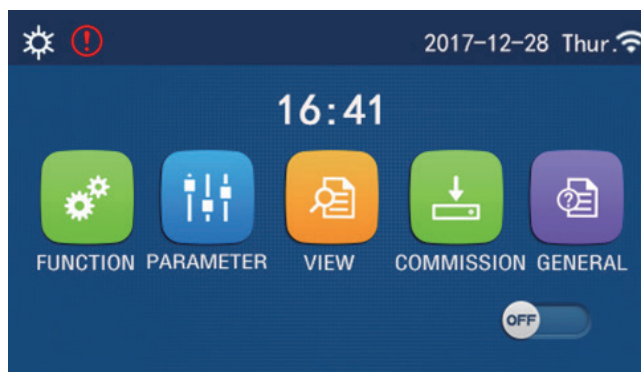 2017-12-28 Thur.
16:41
FUNCTION PARAMETER VIEW COMMISSION GENERAL
OFF